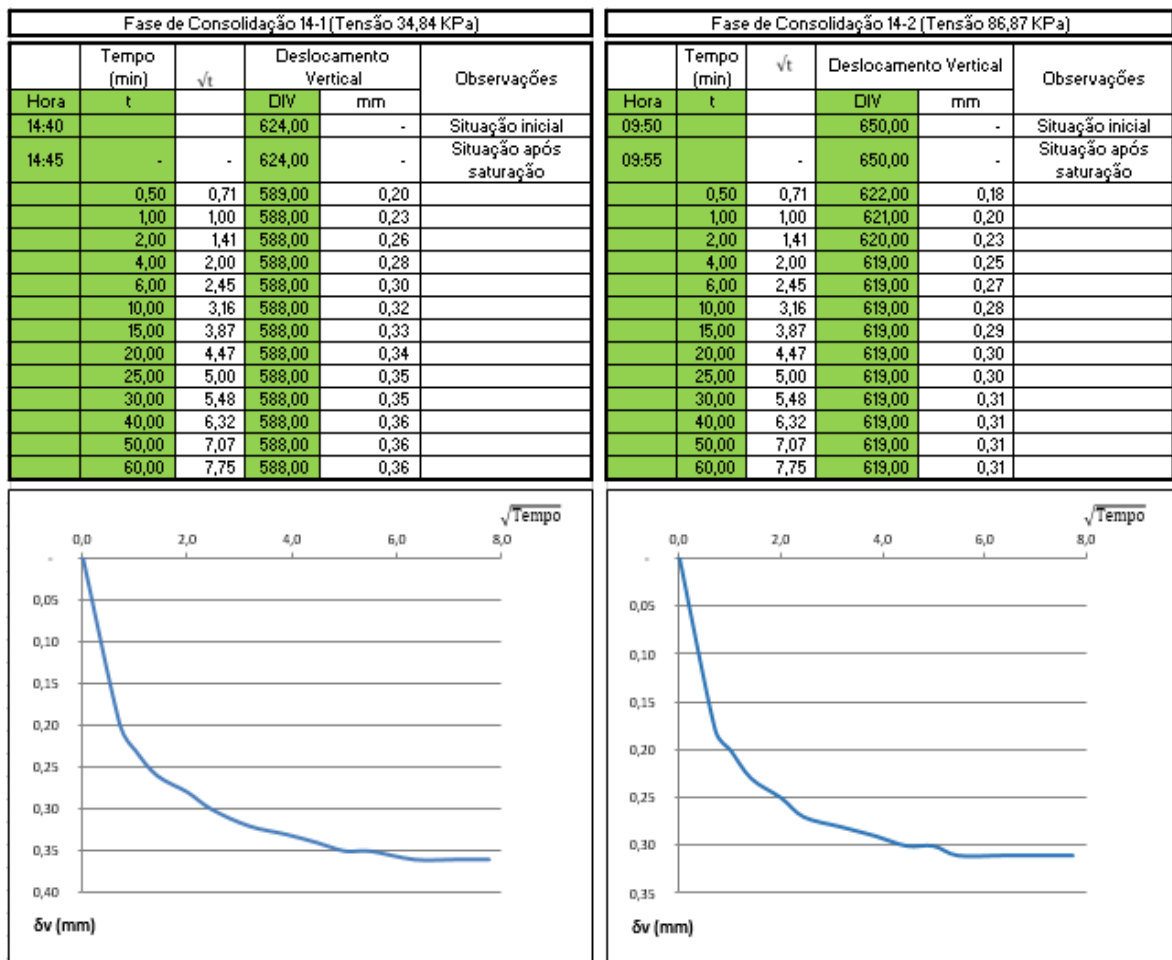 Fase de Consolidação 14-1 (Tensão 34,84 KPa)
Tempo (min) √t Deslocamento Vertical Observações
Hora t DIV mm
14:40 624,00 - Situação inicial
14:45 - - 624,00 - Situação após saturação
0,50 0,71 589,00 0,20
1,00 1,00 588,00 0,23
2,00 1,41 588,00 0,26
4,00 2,00 588,00 0,28
6,00 2,45 588,00 0,30
10,00 3,16 588,00 0,32
15,00 3,87 588,00 0,33
20,00 4,47 588,00 0,34
25,00 5,00 588,00 0,35
30,00 5,48 588,00 0,35
40,00 6,32 588,00 0,36
50,00 7,07 588,00 0,36
60,00 7,75 588,00 0,36
Fase de Consolidação 14-2 (Tensão 86,87 KPa)
Tempo (min) √t Deslocamento Vertical Observações
Hora t DIV mm
09:50 650,00 - Situação inicial
09:55 - 650,00 - Situação após saturação
0,50 0,71 622,00 0,18
1,00 1,00 621,00 0,20
2,00 1,41 620,00 0,23
4,00 2,00 619,00 0,25
6,00 2,45 619,00 0,27
10,00 3,16 619,00 0,28
15,00 3,87 619,00 0,29
20,00 4,47 619,00 0,30
25,00 5,00 619,00 0,30
30,00 5,48 619,00 0,31
40,00 6,32 619,00 0,31
50,00 7,07 619,00 0,31
60,00 7,75 619,00 0,31
√Tempo
0,0 2,0 4,0 6,0 8,0
-
0,05
0,10
0,15
0,20
0,25
0,30
0,35
0,40
δv (mm)
√Tempo
0,0 2,0 4,0 6,0 8,0
-
0,05
0,10
0,15
0,20
0,25
0,30
0,35
δv (mm)